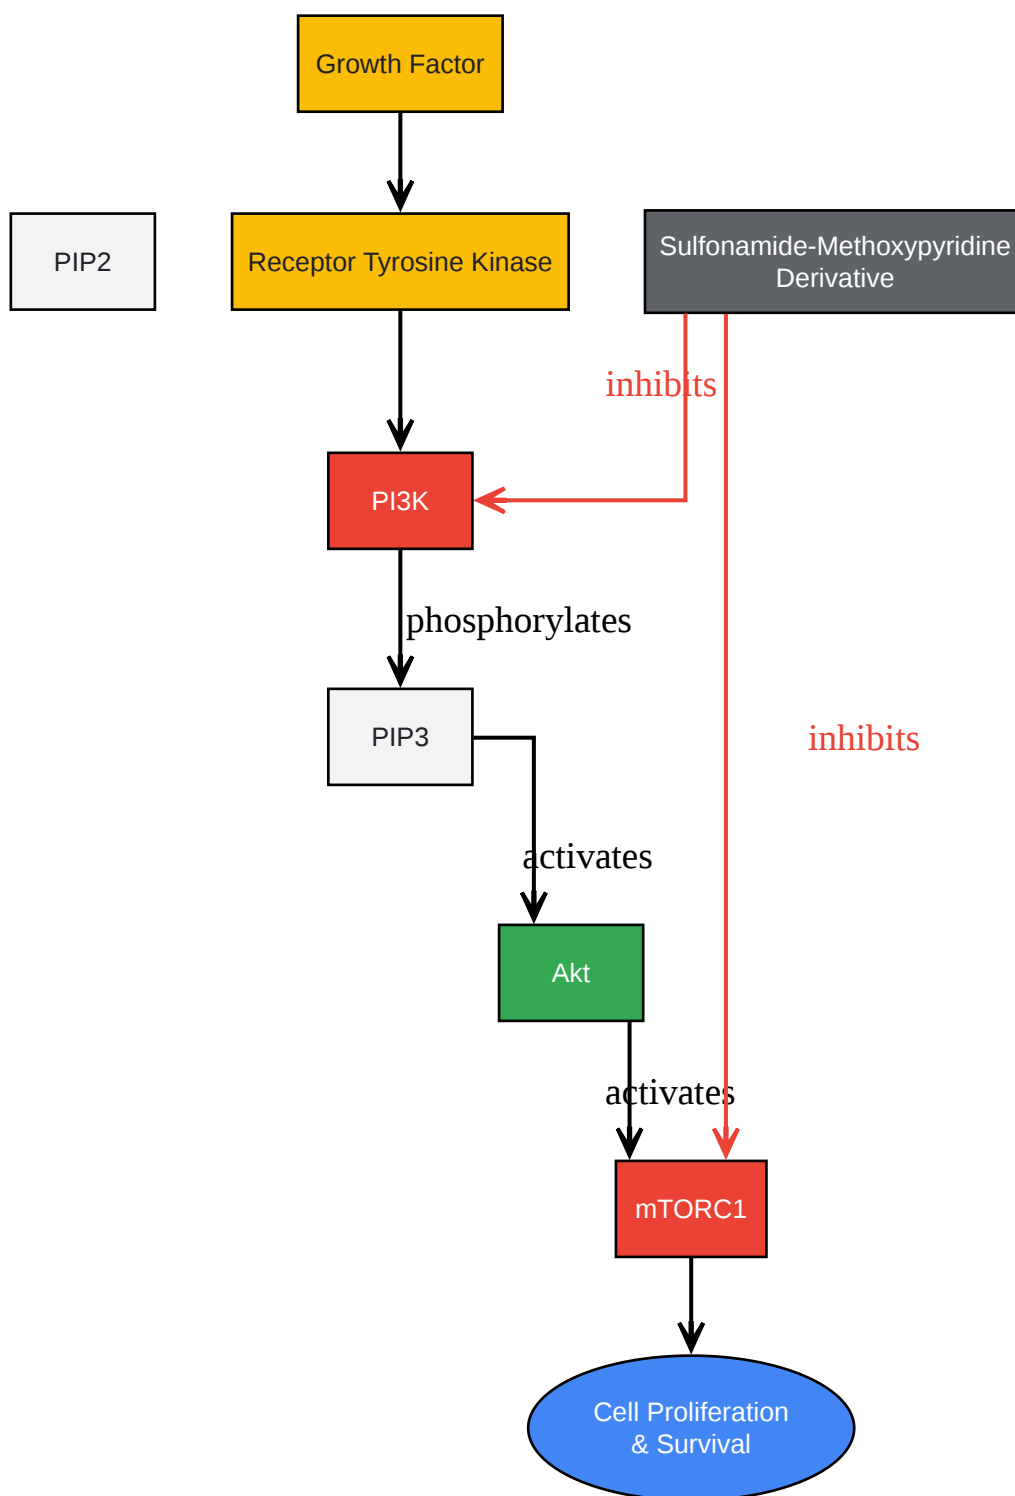 Growth Factor
PIP2
Receptor Tyrosine Kinase
Sulfonamide-Methoxypyridine
Derivative
inhibits
PI3K
phosphorylates
PIP3
inhibits
activates
Akt
activates
mTORC1
Cell Proliferation
& Survival